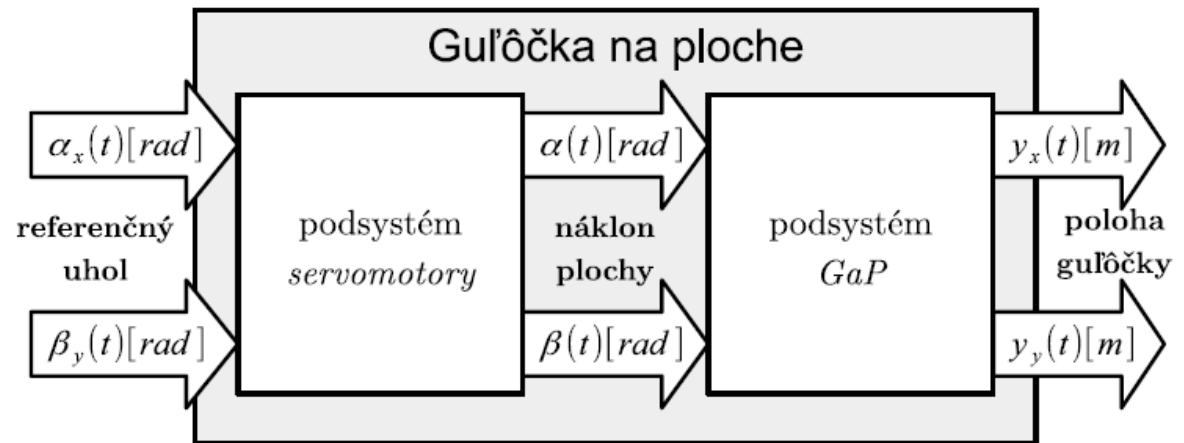 Guľôčka na ploche
α_x(t)[rad]
α(t)[rad]
y_x(t)[m]
referenčný
uhol
podsystém
servomotory
náklon
plochy
podsystém
GaP
poloha
guľôčky
β_y(t)[rad]
β(t)[rad]
y_y(t)[m]